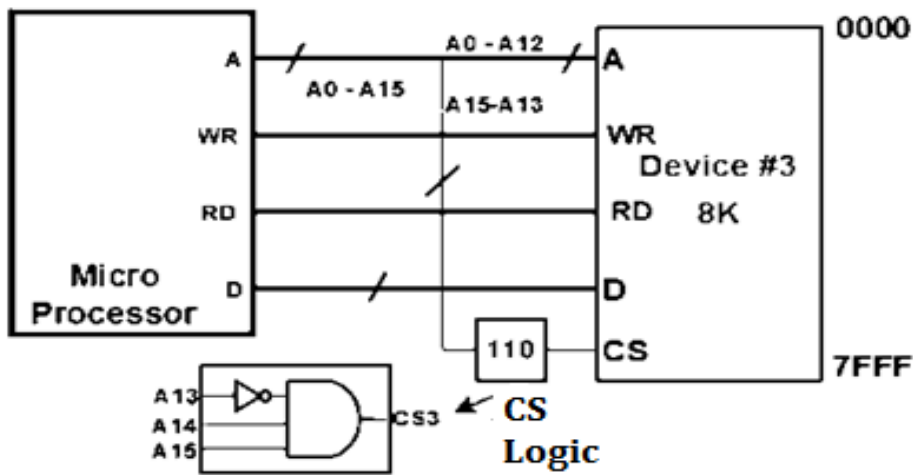 0000
A
A0 - A12
A
A0 - A15
A15-A13
WR
WR
Device #3
RD
RD
8K
Micro
Processor
D
D
110
CS
7FFF
A13
A14
A15
CS3
CS
Logic